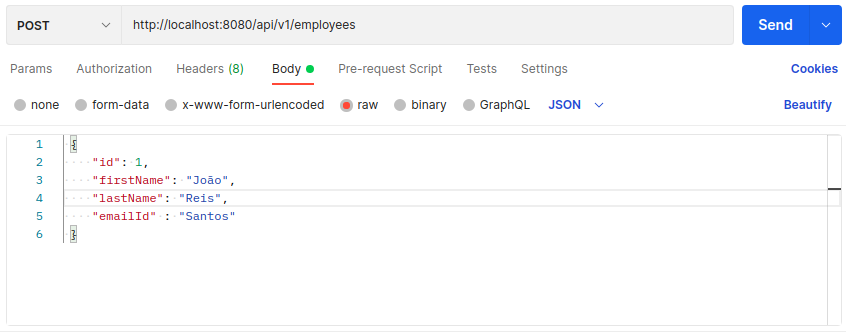 POST http://localhost:8080/api/v1/employees Send
Params Authorization Headers (8) Body Pre-request Script Tests Settings Cookies
none form-data x-www-form-urlencoded raw binary GraphQL JSON Beautify
1 {
2 "id": 1,
3 "firstName": "João",
4 "lastName": "Reis",
5 "emailId" : "Santos"
6 }